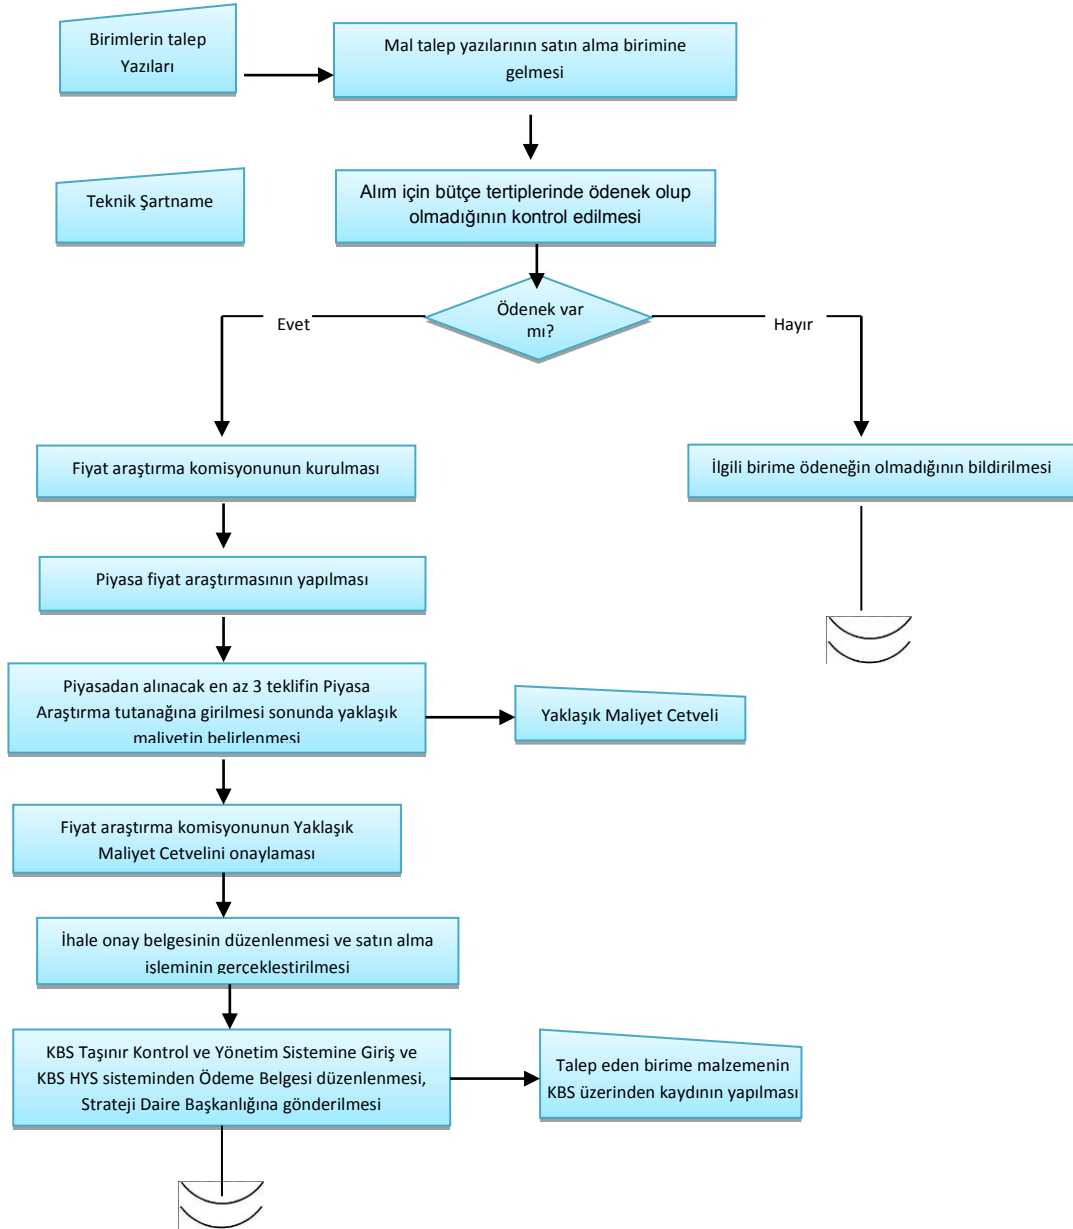 Birimlerin talep
Yazıları
Mal talep yazılarının satın alma birimine
gelmesi
Teknik Şartname
Alım için bütçe tertiplerinde ödenek olup
olmadığının kontrol edilmesi
Ödenek var
mı?
Evet
Hayır
Fiyat araştırma komisyonunun kurulması
İlgili birime ödeneğin olmadığının bildirilmesi
Piyasa fiyat araştırmasının yapılması
Piyasadan alınacak en az 3 teklifin Piyasa
Araştırma tutanağına girilmesi sonunda yaklaşık
maliyetin belirlenmesi
Yaklaşık Maliyet Cetveli
Fiyat araştırma komisyonunun Yaklaşık
Maliyet Cetvelini onaylaması
İhale onay belgesinin düzenlenmesi ve satın alma
işleminin gerçekleştirilmesi
KBS Taşınır Kontrol ve Yönetim Sistemine Giriş ve
KBS HYS sisteminden Ödeme Belgesi düzenlenmesi,
Strateji Daire Başkanlığına gönderilmesi
Talep eden birime malzemenin
KBS üzerinden kaydının yapılması